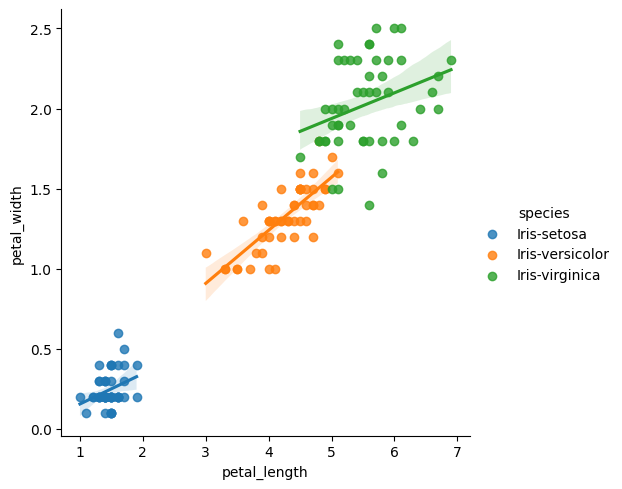 2.5
2.0
1.5
1.0
0.5
0.0
petal_width
1 2 3 4 5 6 7
petal_length
species
Iris-setosa
Iris-versicolor
Iris-virginica